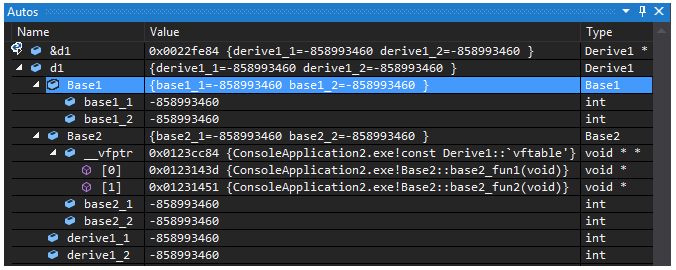 Autos
Name Value Type
&d1 0x0022fe84 {derive1_1=-858993460 derive1_2=-858993460 } Derive1 *
d1 {derive1_1=-858993460 derive1_2=-858993460 } Derive1
Base1 {base1_1=-858993460 base1_2=-858993460 } Base1
base1_1 -858993460 int
base1_2 -858993460 int
Base2 {base2_1=-858993460 base2_2=-858993460 } Base2
__vfptr 0x0123cc84 {ConsoleApplication2.exe!const Derive1::`vftable'} void * *
[0] 0x0123143d {ConsoleApplication2.exe!Base2::base2_fun1(void)} void *
[1] 0x01231451 {ConsoleApplication2.exe!Base2::base2_fun2(void)} void *
base2_1 -858993460 int
base2_2 -858993460 int
derive1_1 -858993460 int
derive1_2 -858993460 int